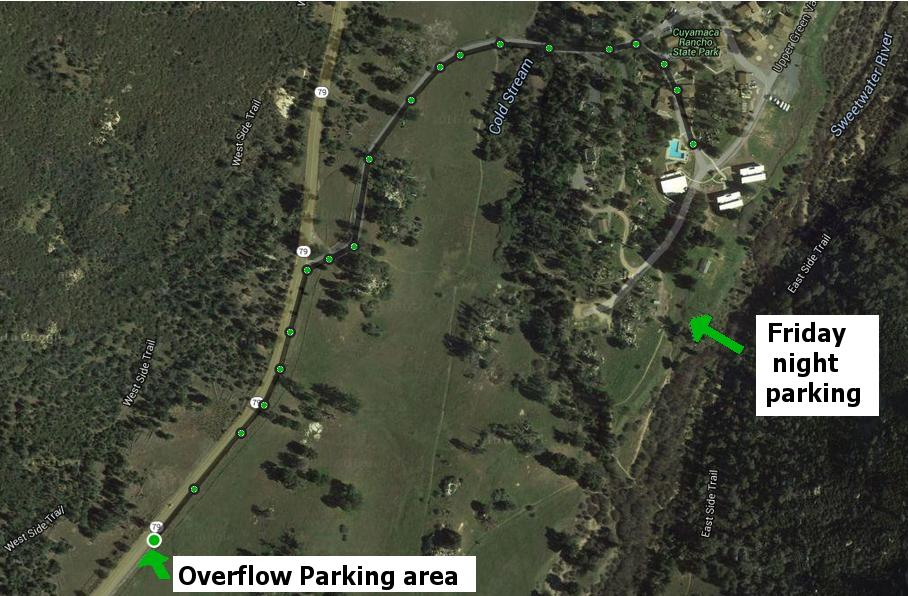 79
West Side Trail
Cold Stream
Cuyamaca
Rancho
State Park
Upper Green Va
Sweetwater River
79
East Side Trail
Friday
night
parking
West Side Trail
79
East Side Trail
West Side Trail
79
Overflow Parking area